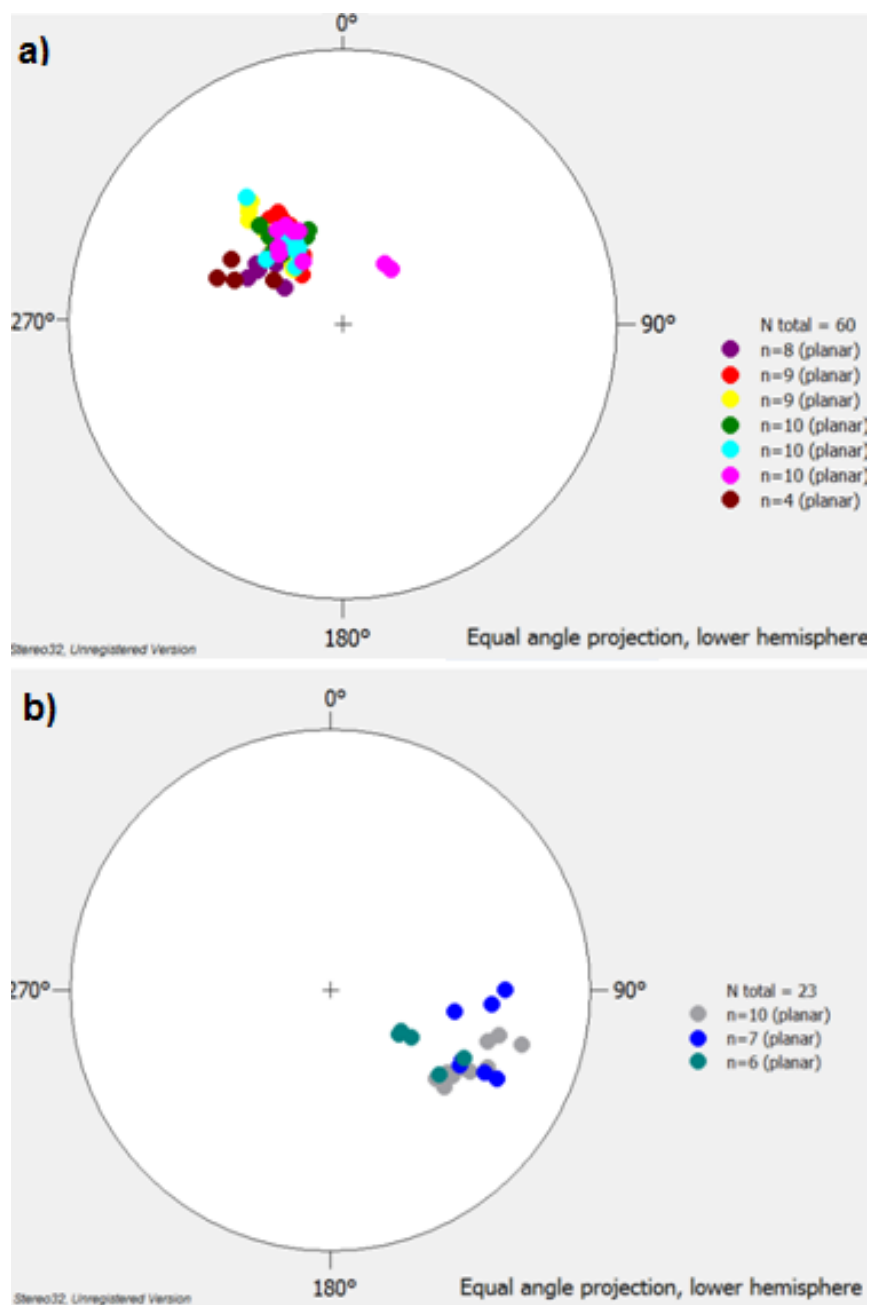 a)
0°
270°
90°
N total = 60
n=8 (planar)
n=9 (planar)
n=9 (planar)
n=10 (planar)
n=10 (planar)
n=10 (planar)
n=4 (planar)
180°
Equal angle projection, lower hemisphere
Stereo32, Unregistered Version
b)
0°
270°
90°
N total = 23
n=10 (planar)
n=7 (planar)
n=6 (planar)
180°
Equal angle projection, lower hemisphere
Stereo32, Unregistered Version